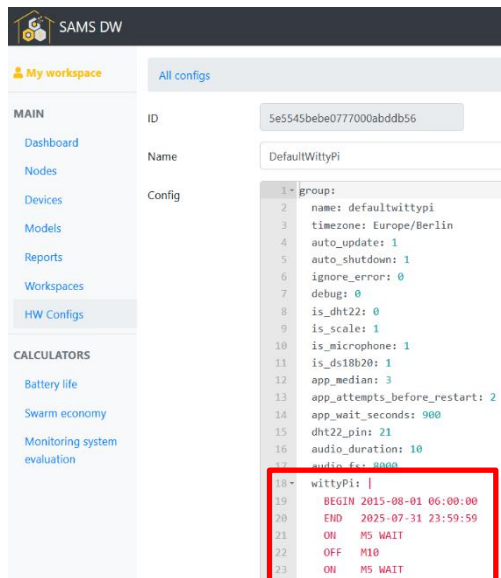 SAMS DW
My workspace
MAIN
Dashboard
Nodes
Devices
Models
Reports
Workspaces
HW Configs
CALCULATORS
Battery life
Swarm economy
Monitoring system
evaluation
All configs
ID
5e5545bebe0777000abddb56
Name
DefaultWittyPi
Config
1 group:
2 name: defaultwittypi
3 timezone: Europe/Berlin
4 auto_update: 1
5 auto_shutdown: 1
6 ignore_error: 0
7 debug: 0
8 is_dht22: 0
9 is_scale: 1
10 is_microphone: 1
11 is_ds18b20: 1
12 app_median: 3
13 app_attempts_before_restart: 2
14 app_wait_seconds: 900
15 dht22_pin: 21
16 audio_duration: 10
17 audio_fs: 8000
18 wittyPi: |
19 BEGIN 2015-08-01 06:00:00
20 END 2025-07-31 23:59:59
21 ON M5 WAIT
22 OFF M10
23 ON M5 WAIT